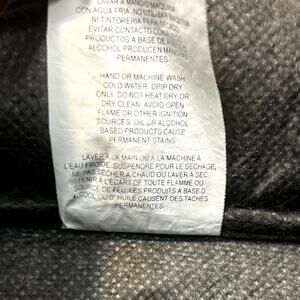 LAVAR A MANO O MAQUINA
CON AGUA FRIA. NO UTILIZAR MAQUINA
NI TINTORERIA PARA SECAR.
EVITAR CONTACTO CON
PRODUCTOS A BASE DE
ALCOHOL PRODUCEN MANCHAS
PERMANENTES
HAND OR MACHINE WASH
COLD WATER. DRIP DRY
ONLY. DO NOT HEAT DRY OR
DRY CLEAN. AVOID OPEN
FLAME OR OTHER IGNITION
SOURCES. OIL OR ALCOHOL
BASED PRODUCTS CAUSE
PERMANENT STAINS
LAVER À LA MAIN OU À LA MACHINE À
L'EAU FROIDE. SUSPENDRE POUR LE SÉCHAGE,
NE PAS SÉCHER À CHAUD OU LAVER À SEC.
TENIR À L'ÉCART DE TOUTE FLAMME OU
SOURCE DE FEU. LES PRODUITS À BASE D'
ALCOOL OU D' HUILE CAUSENT DES TÂCHES
PERMANENTES.